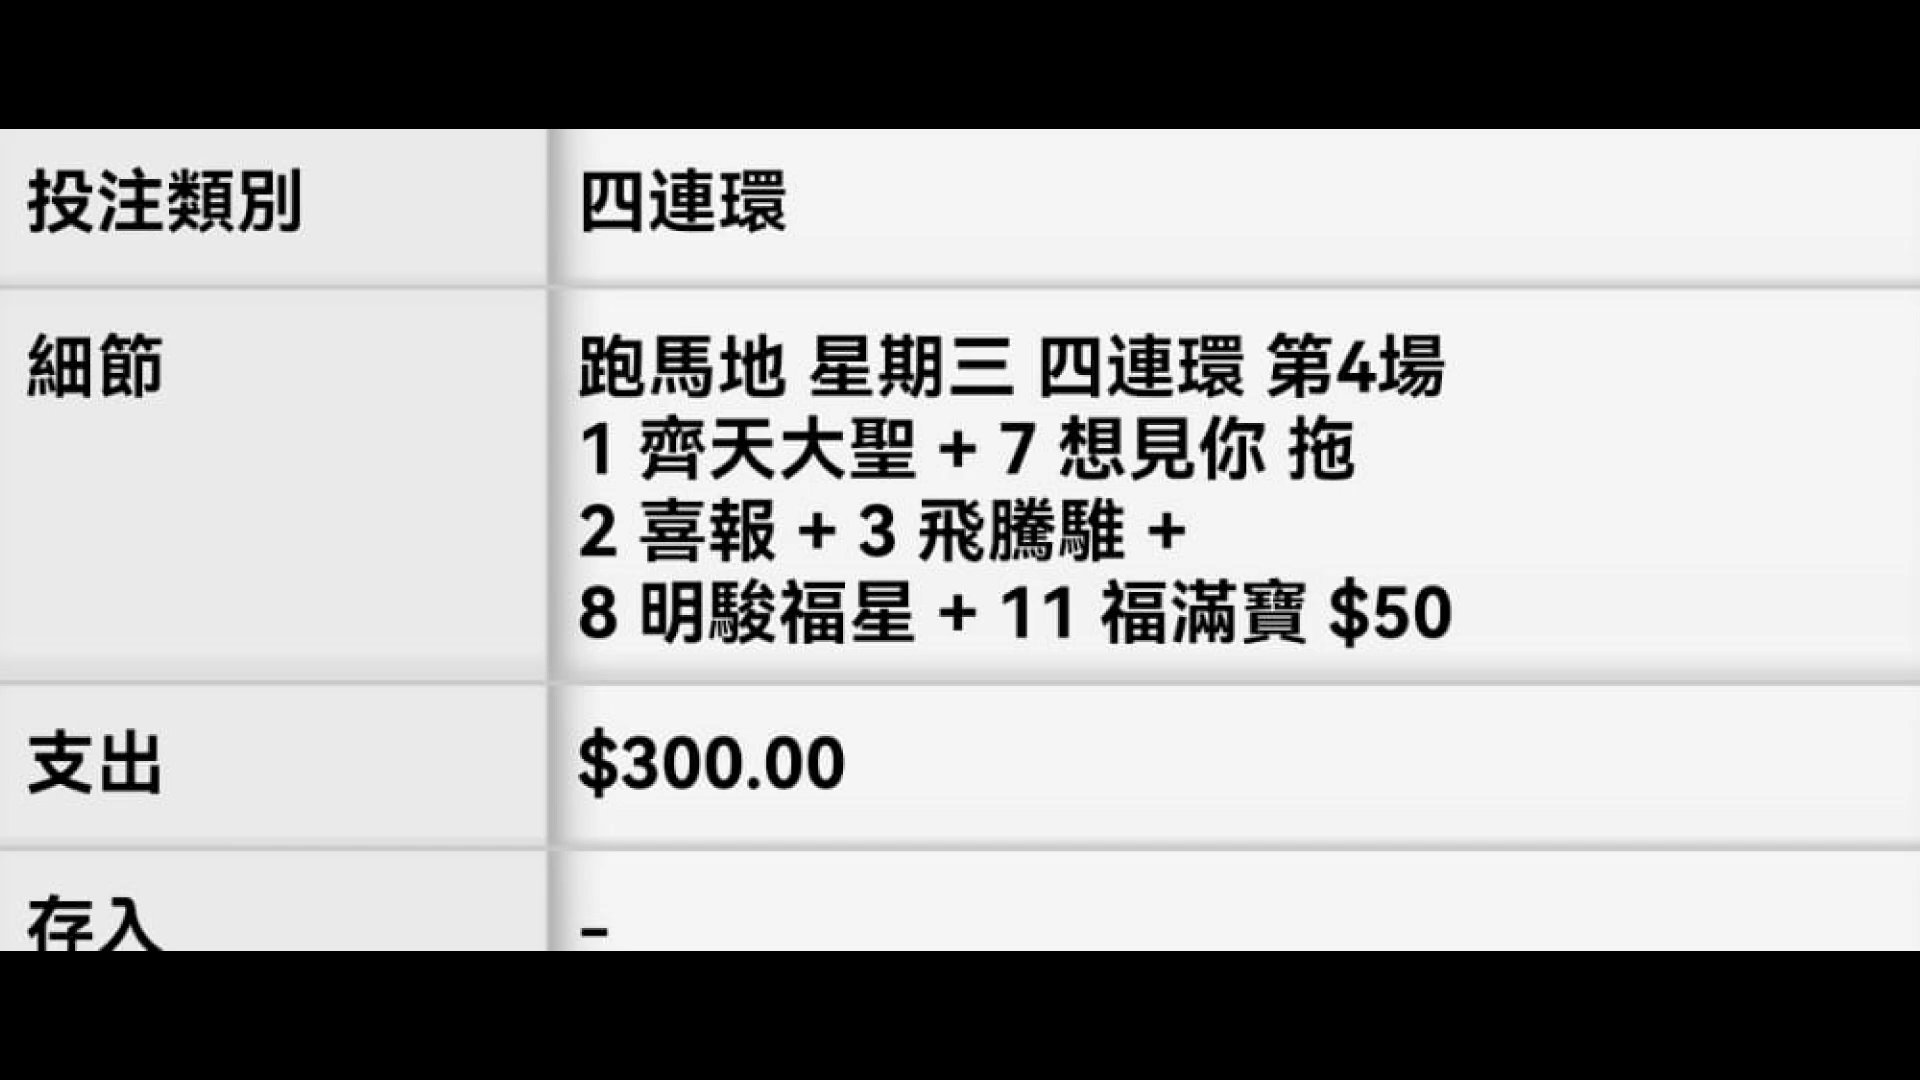 投注類別 四連環
細節 跑馬地 星期三 四連環 第4場
1 齊天大聖 + 7 想見你 拖
2 喜報 + 3 飛騰騅 +
8 明駿福星 + 11 福滿寶 $50
支出 $300.00
存入 -